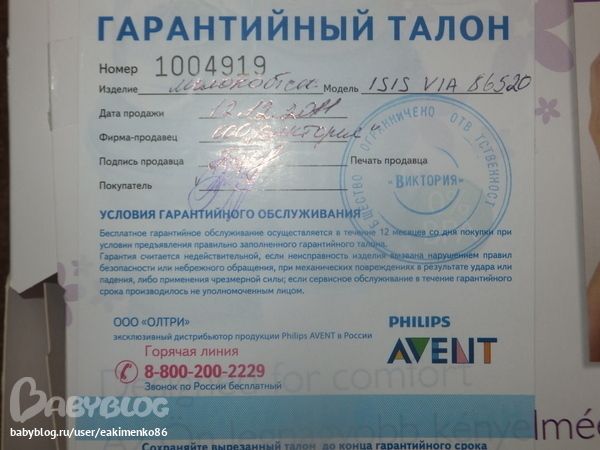 ГАРАНТИЙНЫЙ ТАЛОН
Номер 1004919
Изделие молокоотсос Модель ISIS VIA 86520
Дата продажи 12.12.2011
Фирма-продавец ООО "Виктория"
Подпись продавца Печать продавца
Покупатель
ОБЩЕСТВО С ОГРАНИЧЕННО ОТВЕТСТВЕННОСТ
«ВИКТОРИЯ»
УСЛОВИЯ ГАРАНТИЙНОГО ОБСЛУЖИВАНИЯ
Бесплатное гарантийное обслуживание осуществляется в течение 12 месяцев со дня покупки при
условии предъявления правильно заполненного гарантийного талона.
Гарантия считается недействительной, если неисправность изделия вызвана нарушением правил
безопасности или небрежного обращения, при механических повреждениях в результате удара или
падения, либо применения чрезмерной силы; если сервисное обслуживание в течение гарантийного
срока производилось не уполномоченным лицом.
ООО «ОЛТРИ»
эксклюзивный дистрибьютор продукции Philips AVENT в России
Горячая линия
8-800-200-2229
Звонок по России бесплатный
PHILIPS
AVENT
Designed for comfort
kényelmé
Сохраняйте вырезанный талон до конца гарантийного срока
BABYBLOG
babyblog.ru/user/eakimenko86